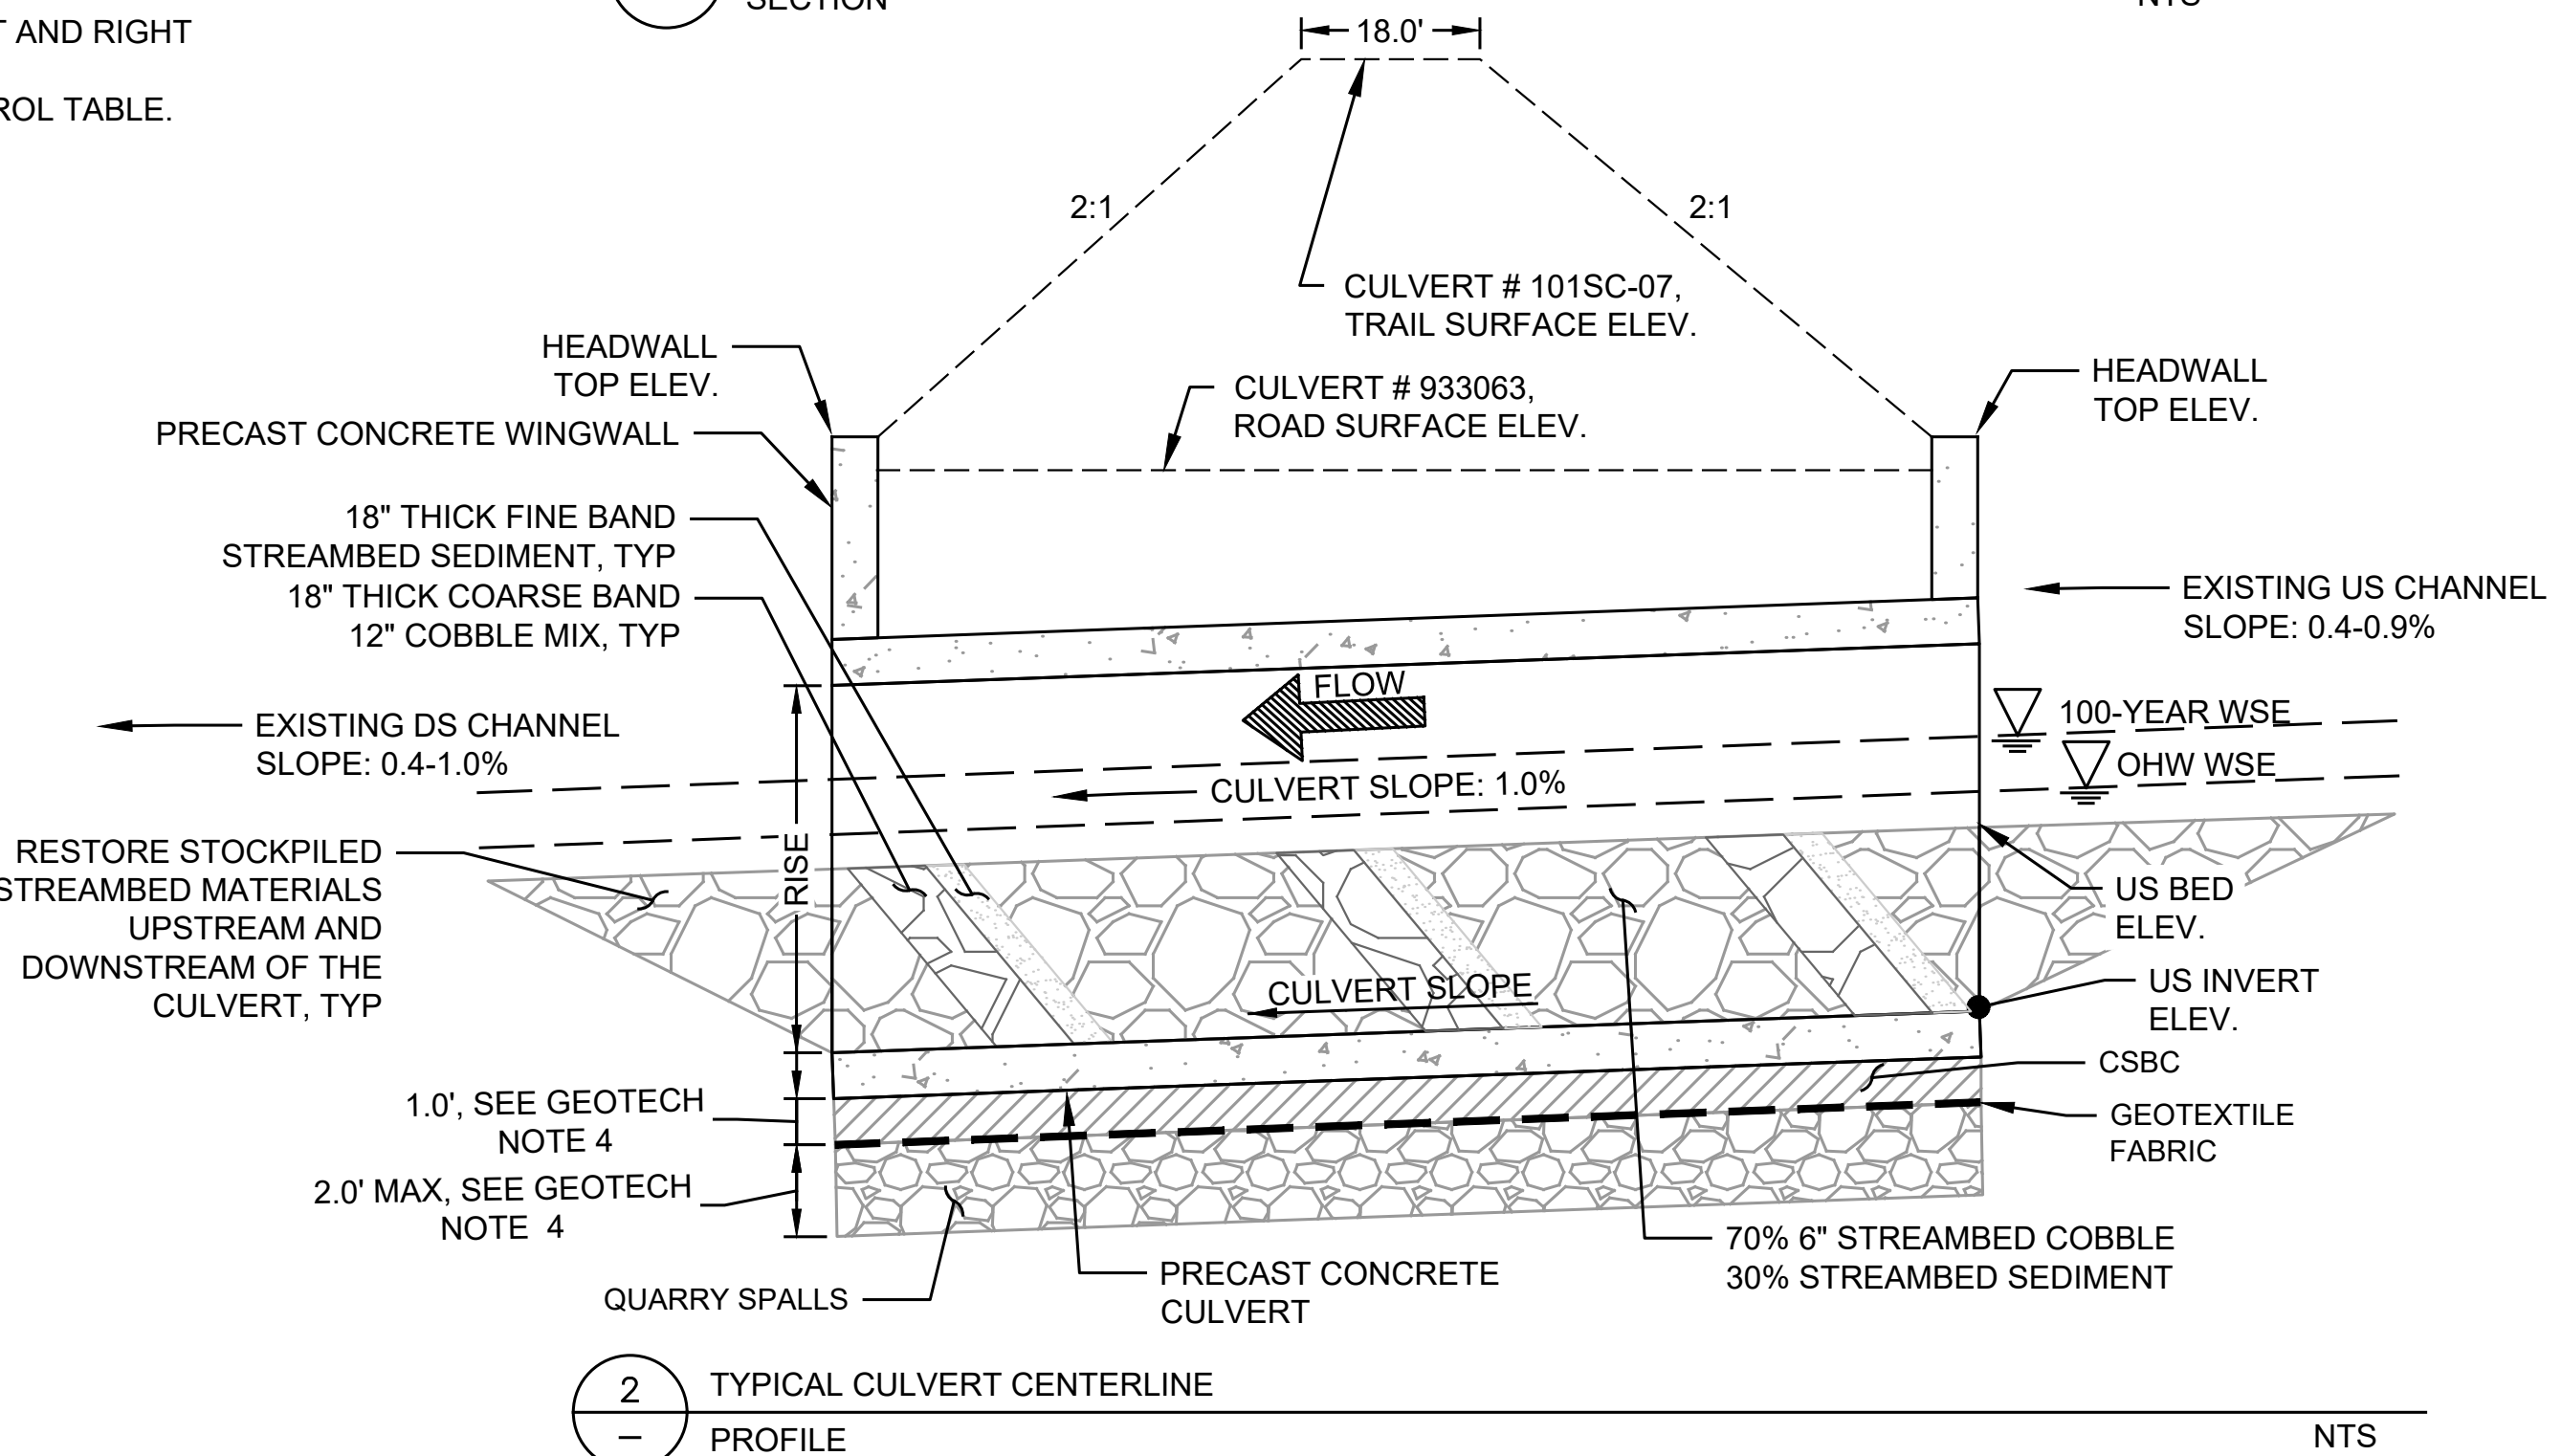 SECTION
NTS
T AND RIGHT
ROL TABLE.
18.0'
2:1
2:1
CULVERT # 101SC-07,
TRAIL SURFACE ELEV.
HEADWALL
TOP ELEV.
CULVERT # 933063,
ROAD SURFACE ELEV.
HEADWALL
TOP ELEV.
PRECAST CONCRETE WINGWALL
18" THICK FINE BAND
STREAMBED SEDIMENT, TYP
18" THICK COARSE BAND
12" COBBLE MIX, TYP
EXISTING US CHANNEL
SLOPE: 0.4-0.9%
FLOW
EXISTING DS CHANNEL
SLOPE: 0.4-1.0%
100-YEAR WSE
OHW WSE
CULVERT SLOPE: 1.0%
RISE
RESTORE STOCKPILED
STREAMBED MATERIALS
UPSTREAM AND
DOWNSTREAM OF THE
CULVERT, TYP
US BED
ELEV.
CULVERT SLOPE
US INVERT
ELEV.
CSBC
1.0', SEE GEOTECH
NOTE 4
GEOTEXTILE
FABRIC
2.0' MAX, SEE GEOTECH
NOTE 4
70% 6" STREAMBED COBBLE
30% STREAMBED SEDIMENT
QUARRY SPALLS
PRECAST CONCRETE
CULVERT
2
TYPICAL CULVERT CENTERLINE
–
PROFILE
NTS